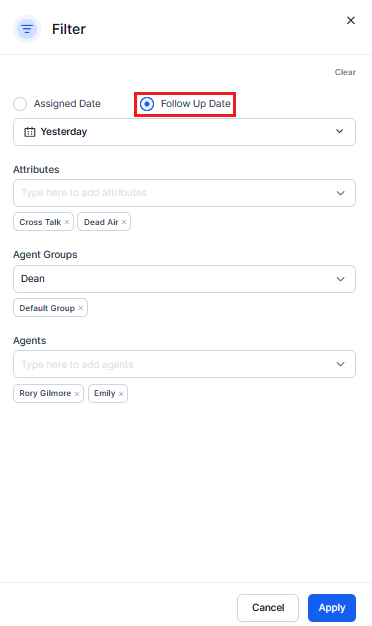 Filter
Clear
Assigned Date Follow Up Date
Yesterday
Attributes
Type here to add attributes
Cross Talk × Dead Air ×
Agent Groups
Dean
Default Group ×
Agents
Type here to add agents
Rory Gilmore × Emily ×
Cancel Apply